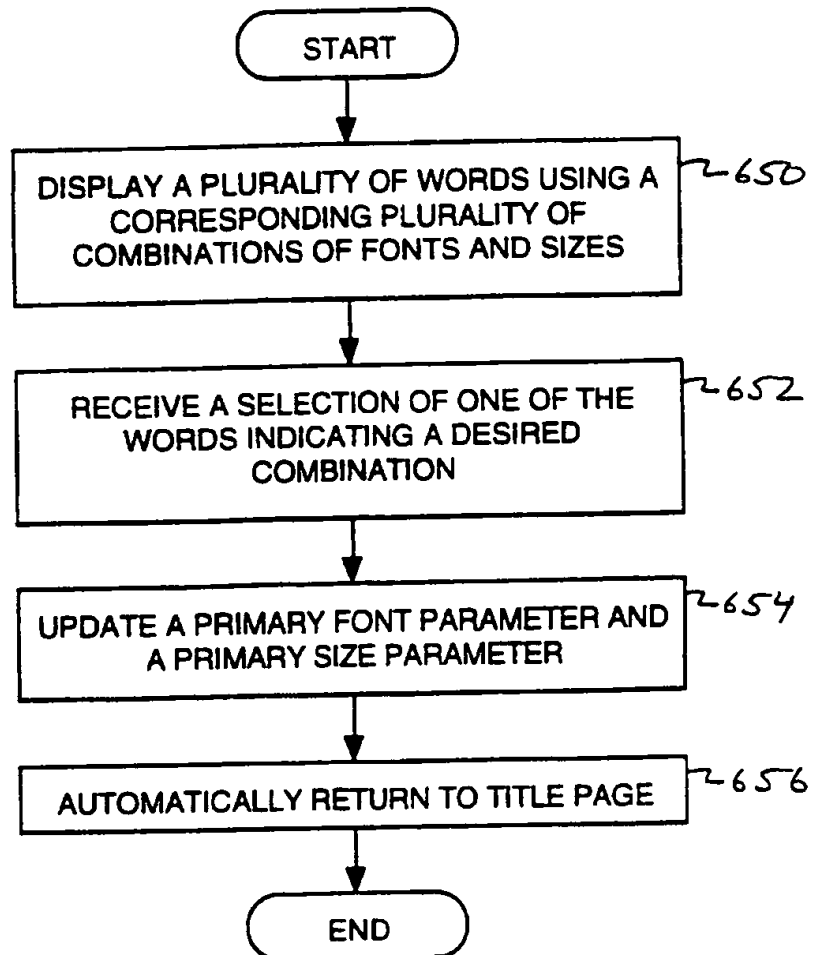 START
DISPLAY A PLURALITY OF WORDS USING A
CORRESPONDING PLURALITY OF
COMBINATIONS OF FONTS AND SIZES
650
RECEIVE A SELECTION OF ONE OF THE
WORDS INDICATING A DESIRED
COMBINATION
652
UPDATE A PRIMARY FONT PARAMETER AND
A PRIMARY SIZE PARAMETER
654
AUTOMATICALLY RETURN TO TITLE PAGE
656
END